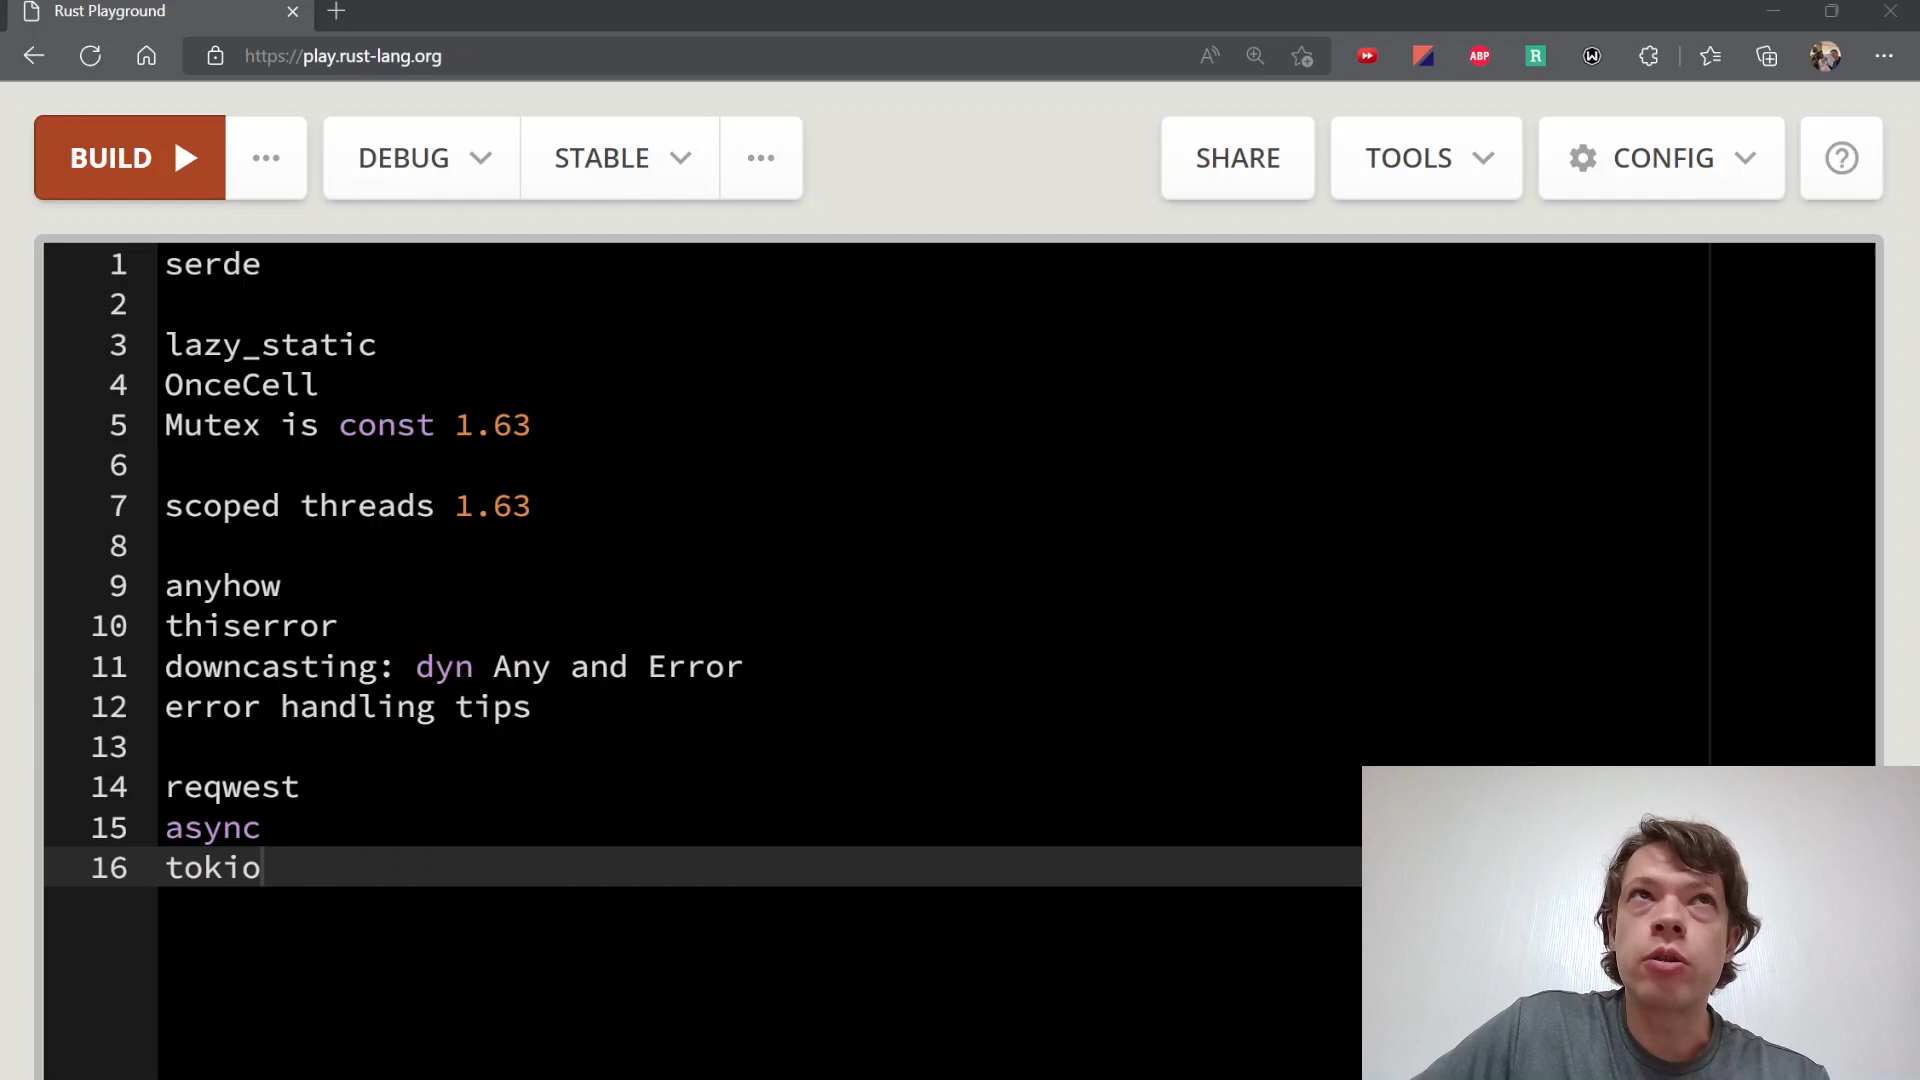 Rust Playground
https://play.rust-lang.org
ABP
R
BUILD
DEBUG
STABLE
SHARE
TOOLS
CONFIG
1 serde
2
3 lazy_static
4 OnceCell
5 Mutex is const 1.63
6
7 scoped threads 1.63
8
9 anyhow
10 thiserror
11 downcasting: dyn Any and Error
12 error handling tips
13
14 reqwest
15 async
16 tokio